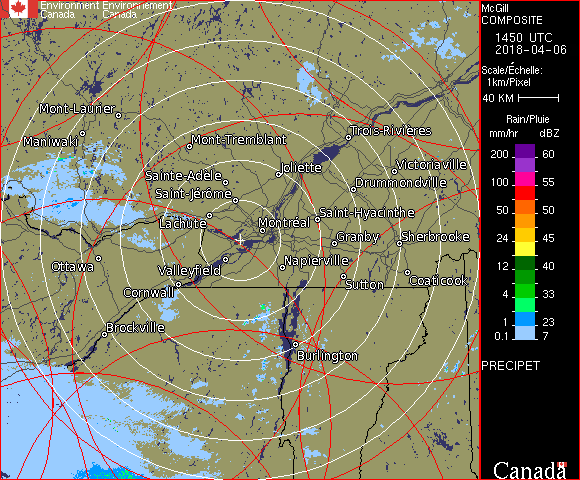 Environment Environnement
Canada Canada
McGill
COMPOSITE
1450 UTC
2018-04-06
Scale/Échelle:
1km/Pixel
40 KM
Rain/Pluie
mm/hr dBZ
200 60
150 55
100 55
50 50
24 45
12 40
4 33
1 23
0.1 7
PRECIPET
Canada
Mont-Laurier
Maniwaki
Mont-Tremblant
Trois-Rivières
Joliette
Victoriaville
Sainte-Adèle
Drummondville
Saint-Jérôme
Saint-Hyacinthe
Lachute
Montréal
Granby
Sherbrooke
Ottawa
Valleyfield
Napierville
Coaticook
Sutton
Cornwall
Brockville
Burlington